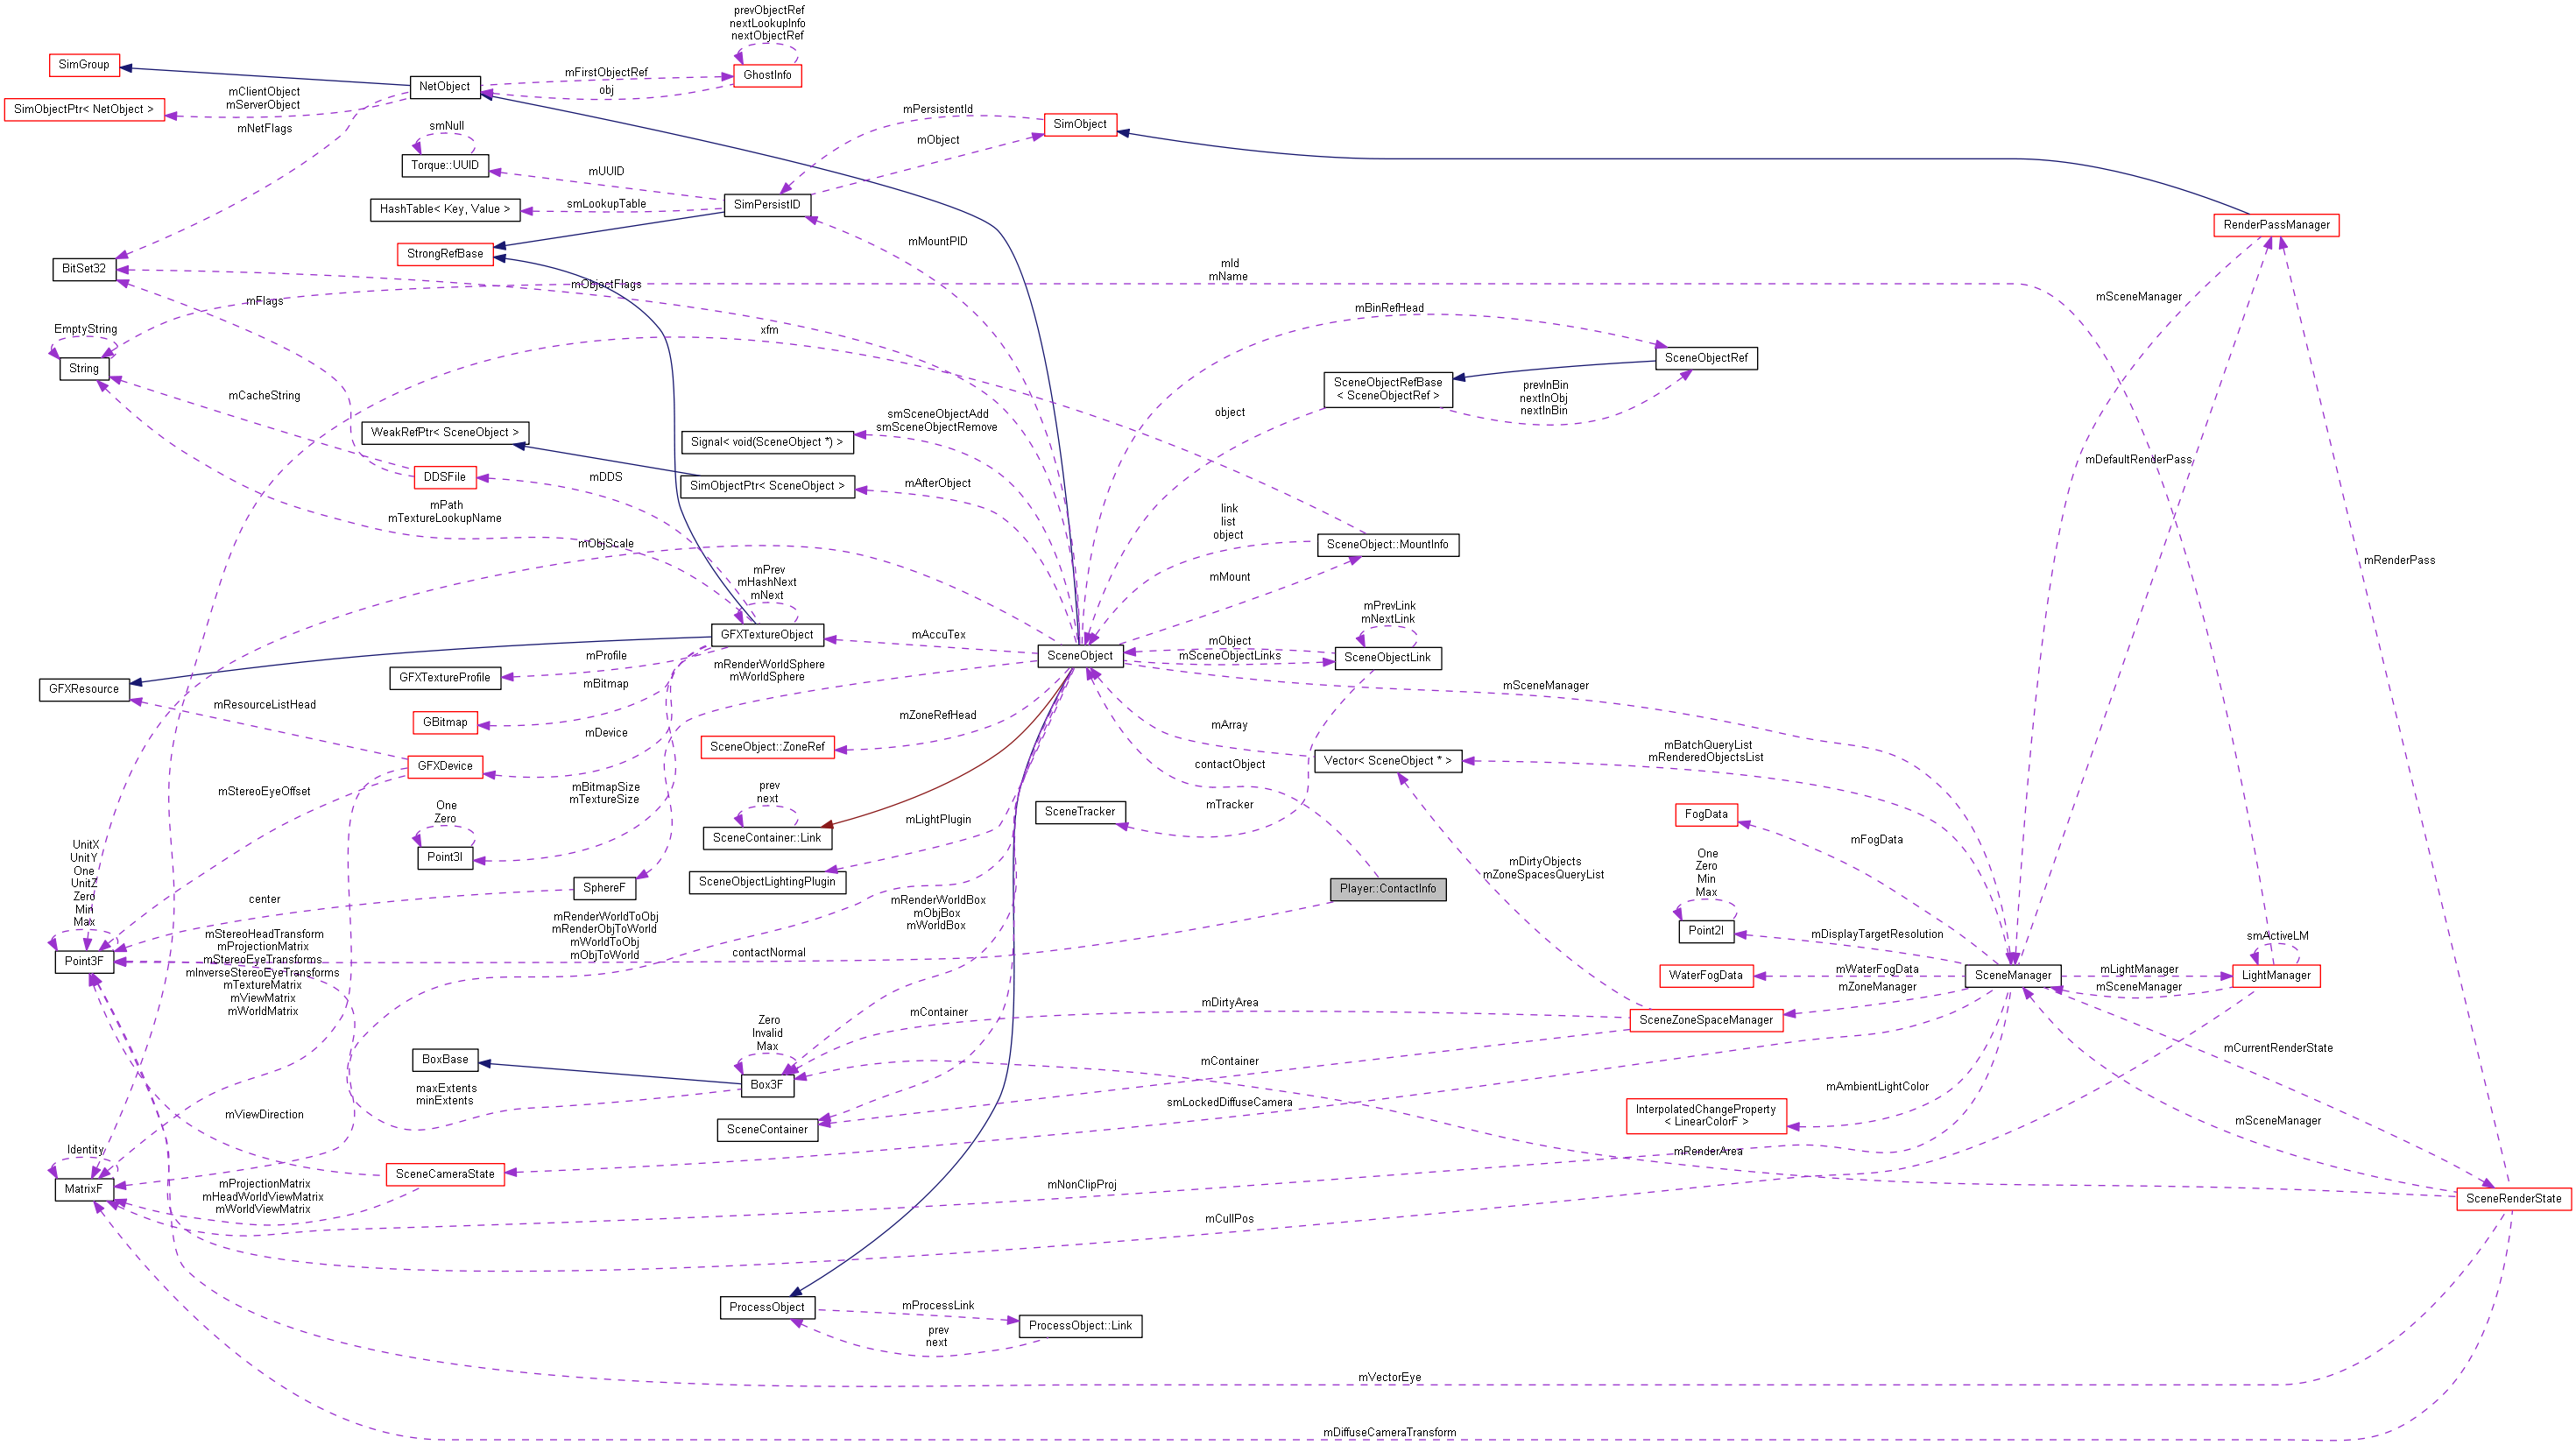 prevObjectRef
nextLookupInfo
nextObjectRef
SimGroup
GhostInfo
mFirstObjectRef
NetObject
obj
mClientObject
mServerObject
SimObjectPtr< NetObject >
mNetFlags
mPersistentId
SimObject
smNull
mObject
Torque::UUID
mUUID
SimPersistID
HashTable< Key, Value >
smLookupTable
RenderPassManager
mMountPID
StrongRefBase
BitSet32
mId
mName
mObjectFlags
mFlags
mSceneManager
mBinRefHead
EmptyString
xfm
String
SceneObjectRef
SceneObjectRefBase
< SceneObjectRef >
prevInBin
nextInObj
nextInBin
mCacheString
object
smSceneObjectAdd
smSceneObjectRemove
WeakRefPtr< SceneObject >
Signal< void(SceneObject *) >
mDefaultRenderPass
DDSFile
mDDS
SimObjectPtr< SceneObject >
mAfterObject
mPath
mTextureLookupName
link
list
object
mObjScale
SceneObject::MountInfo
mRenderPass
mPrev
mHashNext
mNext
mMount
mPrevLink
mNextLink
GFXTextureObject
mAccuTex
mObject
mProfile
mRenderWorldSphere
mWorldSphere
SceneObject
mSceneObjectLinks
SceneObjectLink
GFXTextureProfile
mBitmap
mSceneManager
GFXResource
mResourceListHead
GBitmap
mZoneRefHead
mArray
mDevice
SceneObject::ZoneRef
mBatchQueryList
mRenderedObjectsList
GFXDevice
contactObject
Vector< SceneObject * >
mStereoEyeOffset
mBitmapSize
mTextureSize
prev
next
One
Zero
mTracker
SceneTracker
FogData
mLightPlugin
SceneContainer::Link
mFogData
UnitX
UnitY
One
UnitZ
Zero
Min
Max
Point3I
mDirtyObjects
mZoneSpacesQueryList
One
Zero
Min
Max
SphereF
SceneObjectLightingPlugin
Player::ContactInfo
center
mRenderWorldBox
mObjBox
mWorldBox
mRenderWorldToObj
mRenderObjToWorld
mWorldToObj
mObjToWorld
Point2I
mDisplayTargetResolution
smActiveLM
mStereoHeadTransform
mProjectionMatrix
mStereoEyeTransforms
mInverseStereoEyeTransforms
mTextureMatrix
mViewMatrix
mWorldMatrix
contactNormal
Point3F
WaterFogData
mWaterFogData
SceneManager
mLightManager
LightManager
mZoneManager
mSceneManager
mDirtyArea
mContainer
SceneZoneSpaceManager
Zero
Invalid
Max
BoxBase
mContainer
mCurrentRenderState
Box3F
maxExtents
minExtents
mAmbientLightColor
smLockedDiffuseCamera
InterpolatedChangeProperty
< LinearColorF >
mViewDirection
SceneContainer
mSceneManager
Identity
mRenderArea
SceneCameraState
MatrixF
mProjectionMatrix
mHeadWorldViewMatrix
mWorldViewMatrix
mNonClipProj
SceneRenderState
mCullPos
ProcessObject
mProcessLink
ProcessObject::Link
prev
next
mVectorEye
mDiffuseCameraTransform